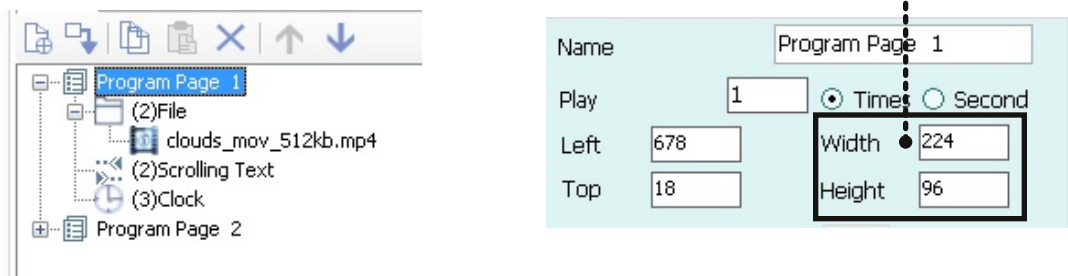 Program Page 1
(2)File
clouds_mov_512kb.mp4
(2)Scrolling Text
(3)Clock
Program Page 2
Name Program Page 1
Play 1 Times Second
Left 678 Width 224
Top 18 Height 96